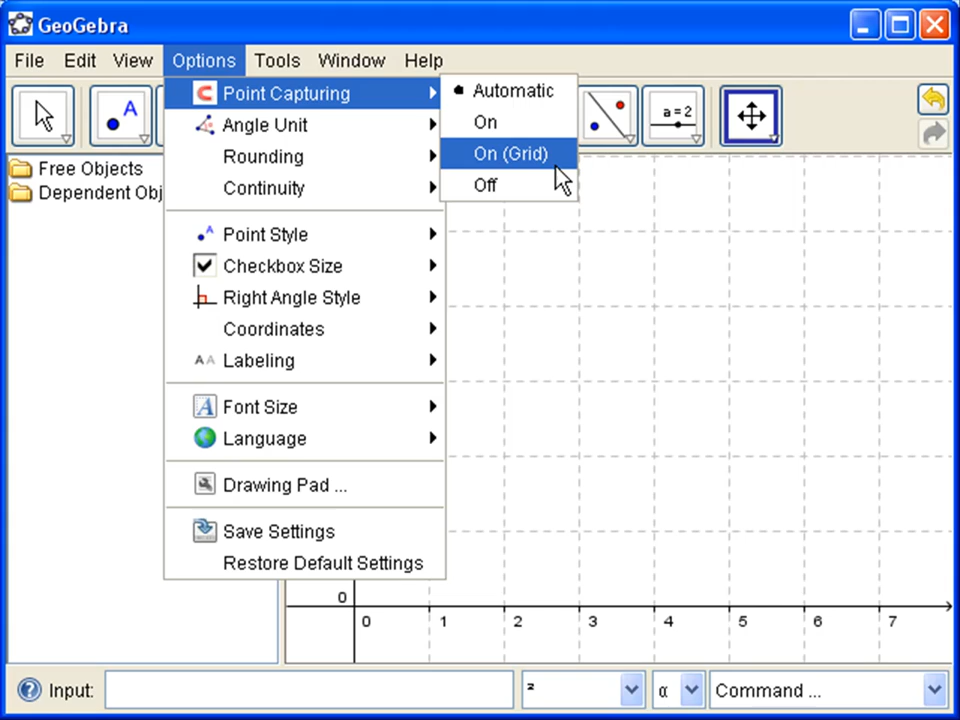 GeoGebra
File Edit View Options Tools Window Help
Point Capturing
Angle Unit
Rounding
Continuity
Point Style
Checkbox Size
Right Angle Style
Coordinates
AA Labeling
A Font Size
Language
Drawing Pad ...
Save Settings
Restore Default Settings
Automatic
On
On (Grid)
Off
A
a=2
Free Objects
Dependent Obj
0
0 1 2 3 4 5 6 7
Input:
²
α
Command ...